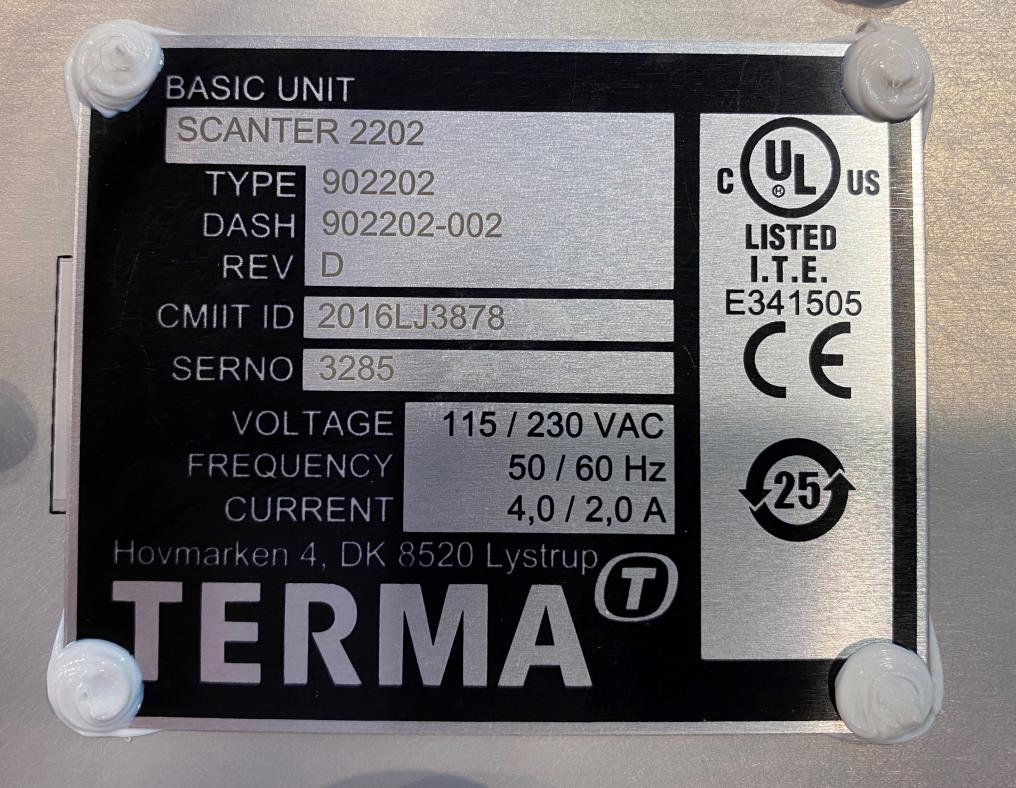 BASIC UNIT
SCANTER 2202
TYPE 902202
DASH 902202-002
REV D
CMIIT ID 2016LJ3878
SERNO 3285
VOLTAGE 115 / 230 VAC
FREQUENCY 50 / 60 Hz
CURRENT 4,0 / 2,0 A
Hovmarken 4, DK 8520 Lystrup
TERMA T
C UL ® US
LISTED
I.T.E.
E341505
CE
25